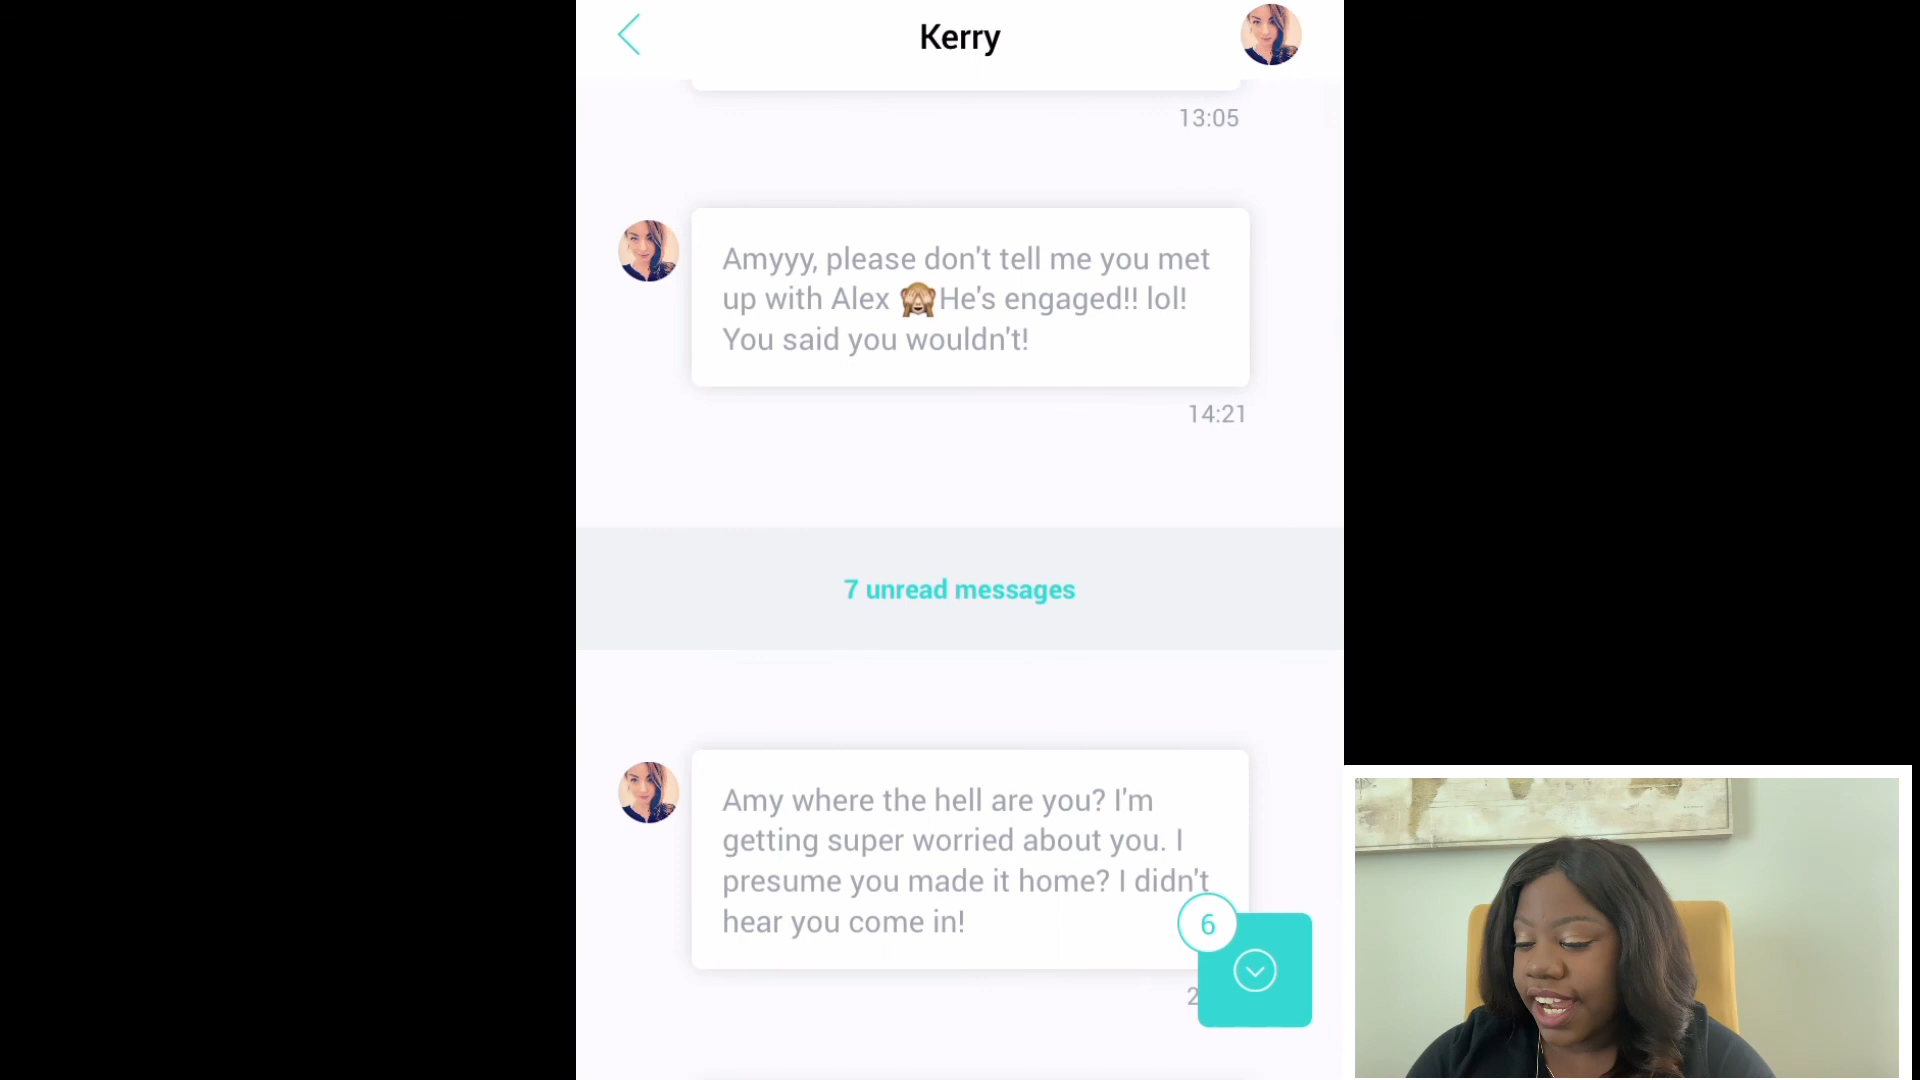 Kerry
13:05
Amyyy, please don't tell me you met
up with Alex 🙈He's engaged!! lol!
You said you wouldn't!
14:21
7 unread messages
Amy where the hell are you? I'm
getting super worried about you. I
presume you made it home? I didn't
hear you come in!
6